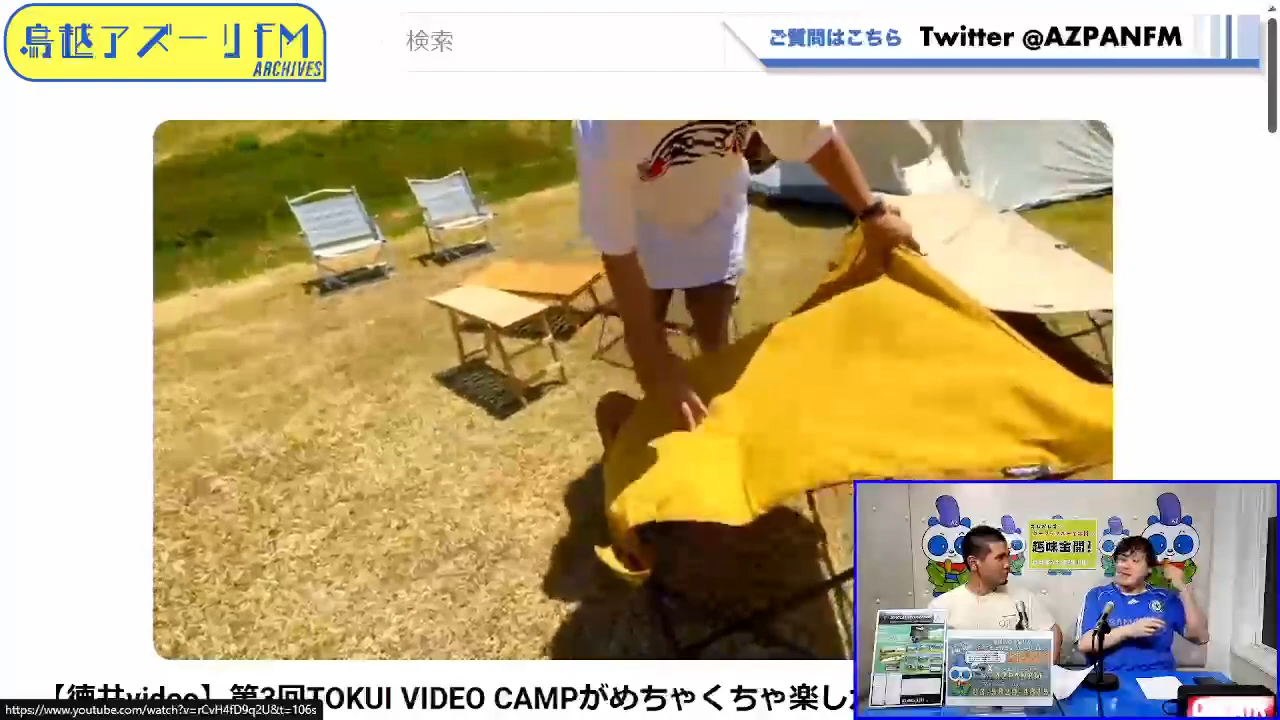 鳥越アズーリFM
ARCHIVES
検索
ご質問はこちら Twitter @AZPANFM
趣味全開!
AZPANFM
【徳井video】第3回TOKUI VIDEO CAMPがめちゃくちゃ楽し
https://www.youtube.com/watch?v=rCvH4fD9q2U&t=106s